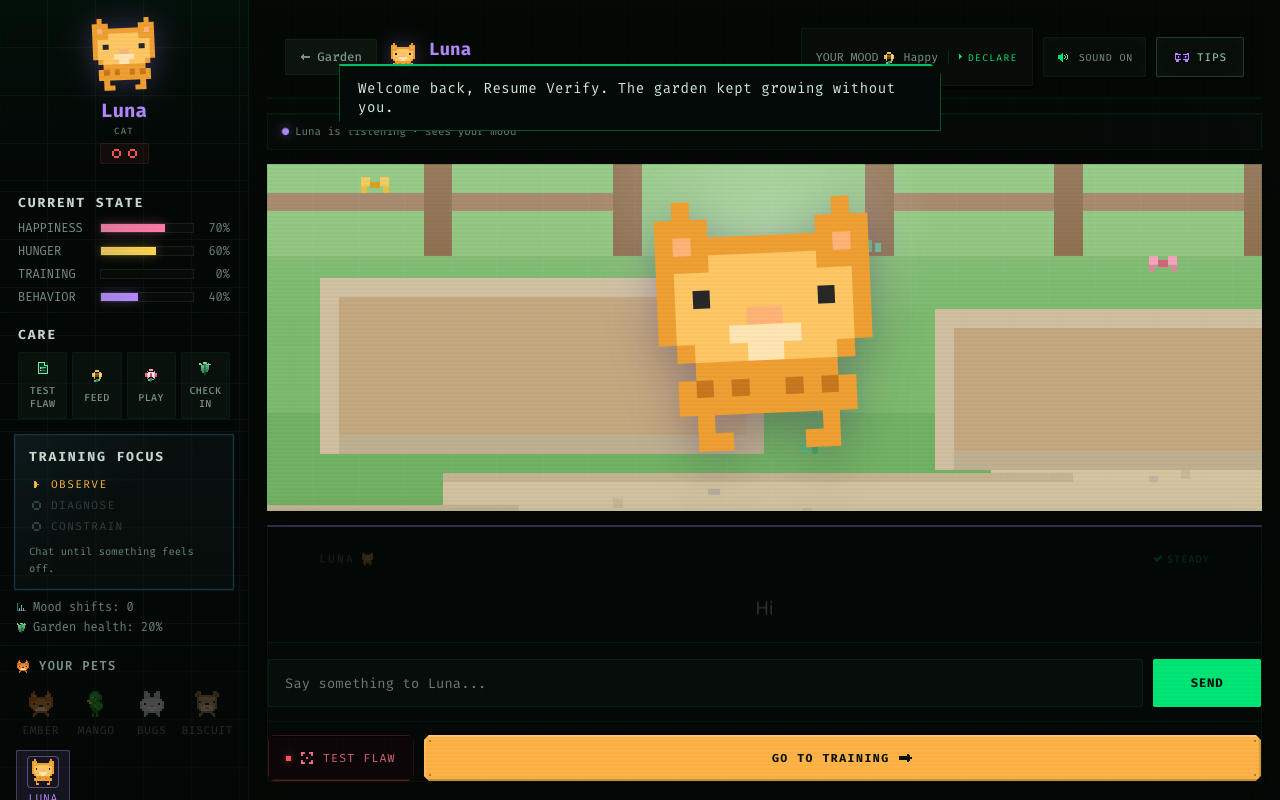 Luna
CAT
CURRENT STATE
HAPPINESS 70%
HUNGER 60%
TRAINING 0%
BEHAVIOR 40%
CARE
TEST FLAW
FEED
PLAY
CHECK IN
TRAINING FOCUS
OBSERVE
DIAGNOSE
CONSTRAIN
Chat until something feels
off.
Mood shifts: 0
Garden health: 20%
YOUR PETS
EMBER MANGO BUGS BISCUIT
LUNA
← Garden
Luna
YOUR MOOD Happy DECLARE
SOUND ON
TIPS
Welcome back, Resume Verify. The garden kept growing without
you.
Luna is listening · sees your mood
LUNA
STEADY
Hi
Say something to Luna...
SEND
TEST FLAW
GO TO TRAINING